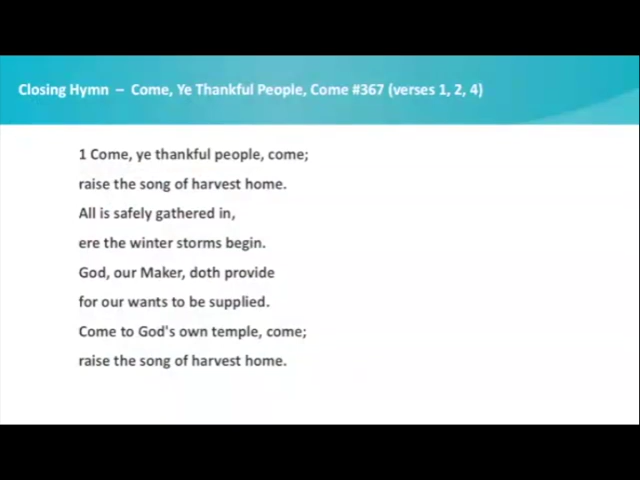 Closing Hymn – Come, Ye Thankful People, Come #367 (verses 1, 2, 4)
1 Come, ye thankful people, come;
raise the song of harvest home.
All is safely gathered in,
ere the winter storms begin.
God, our Maker, doth provide
for our wants to be supplied.
Come to God's own temple, come;
raise the song of harvest home.